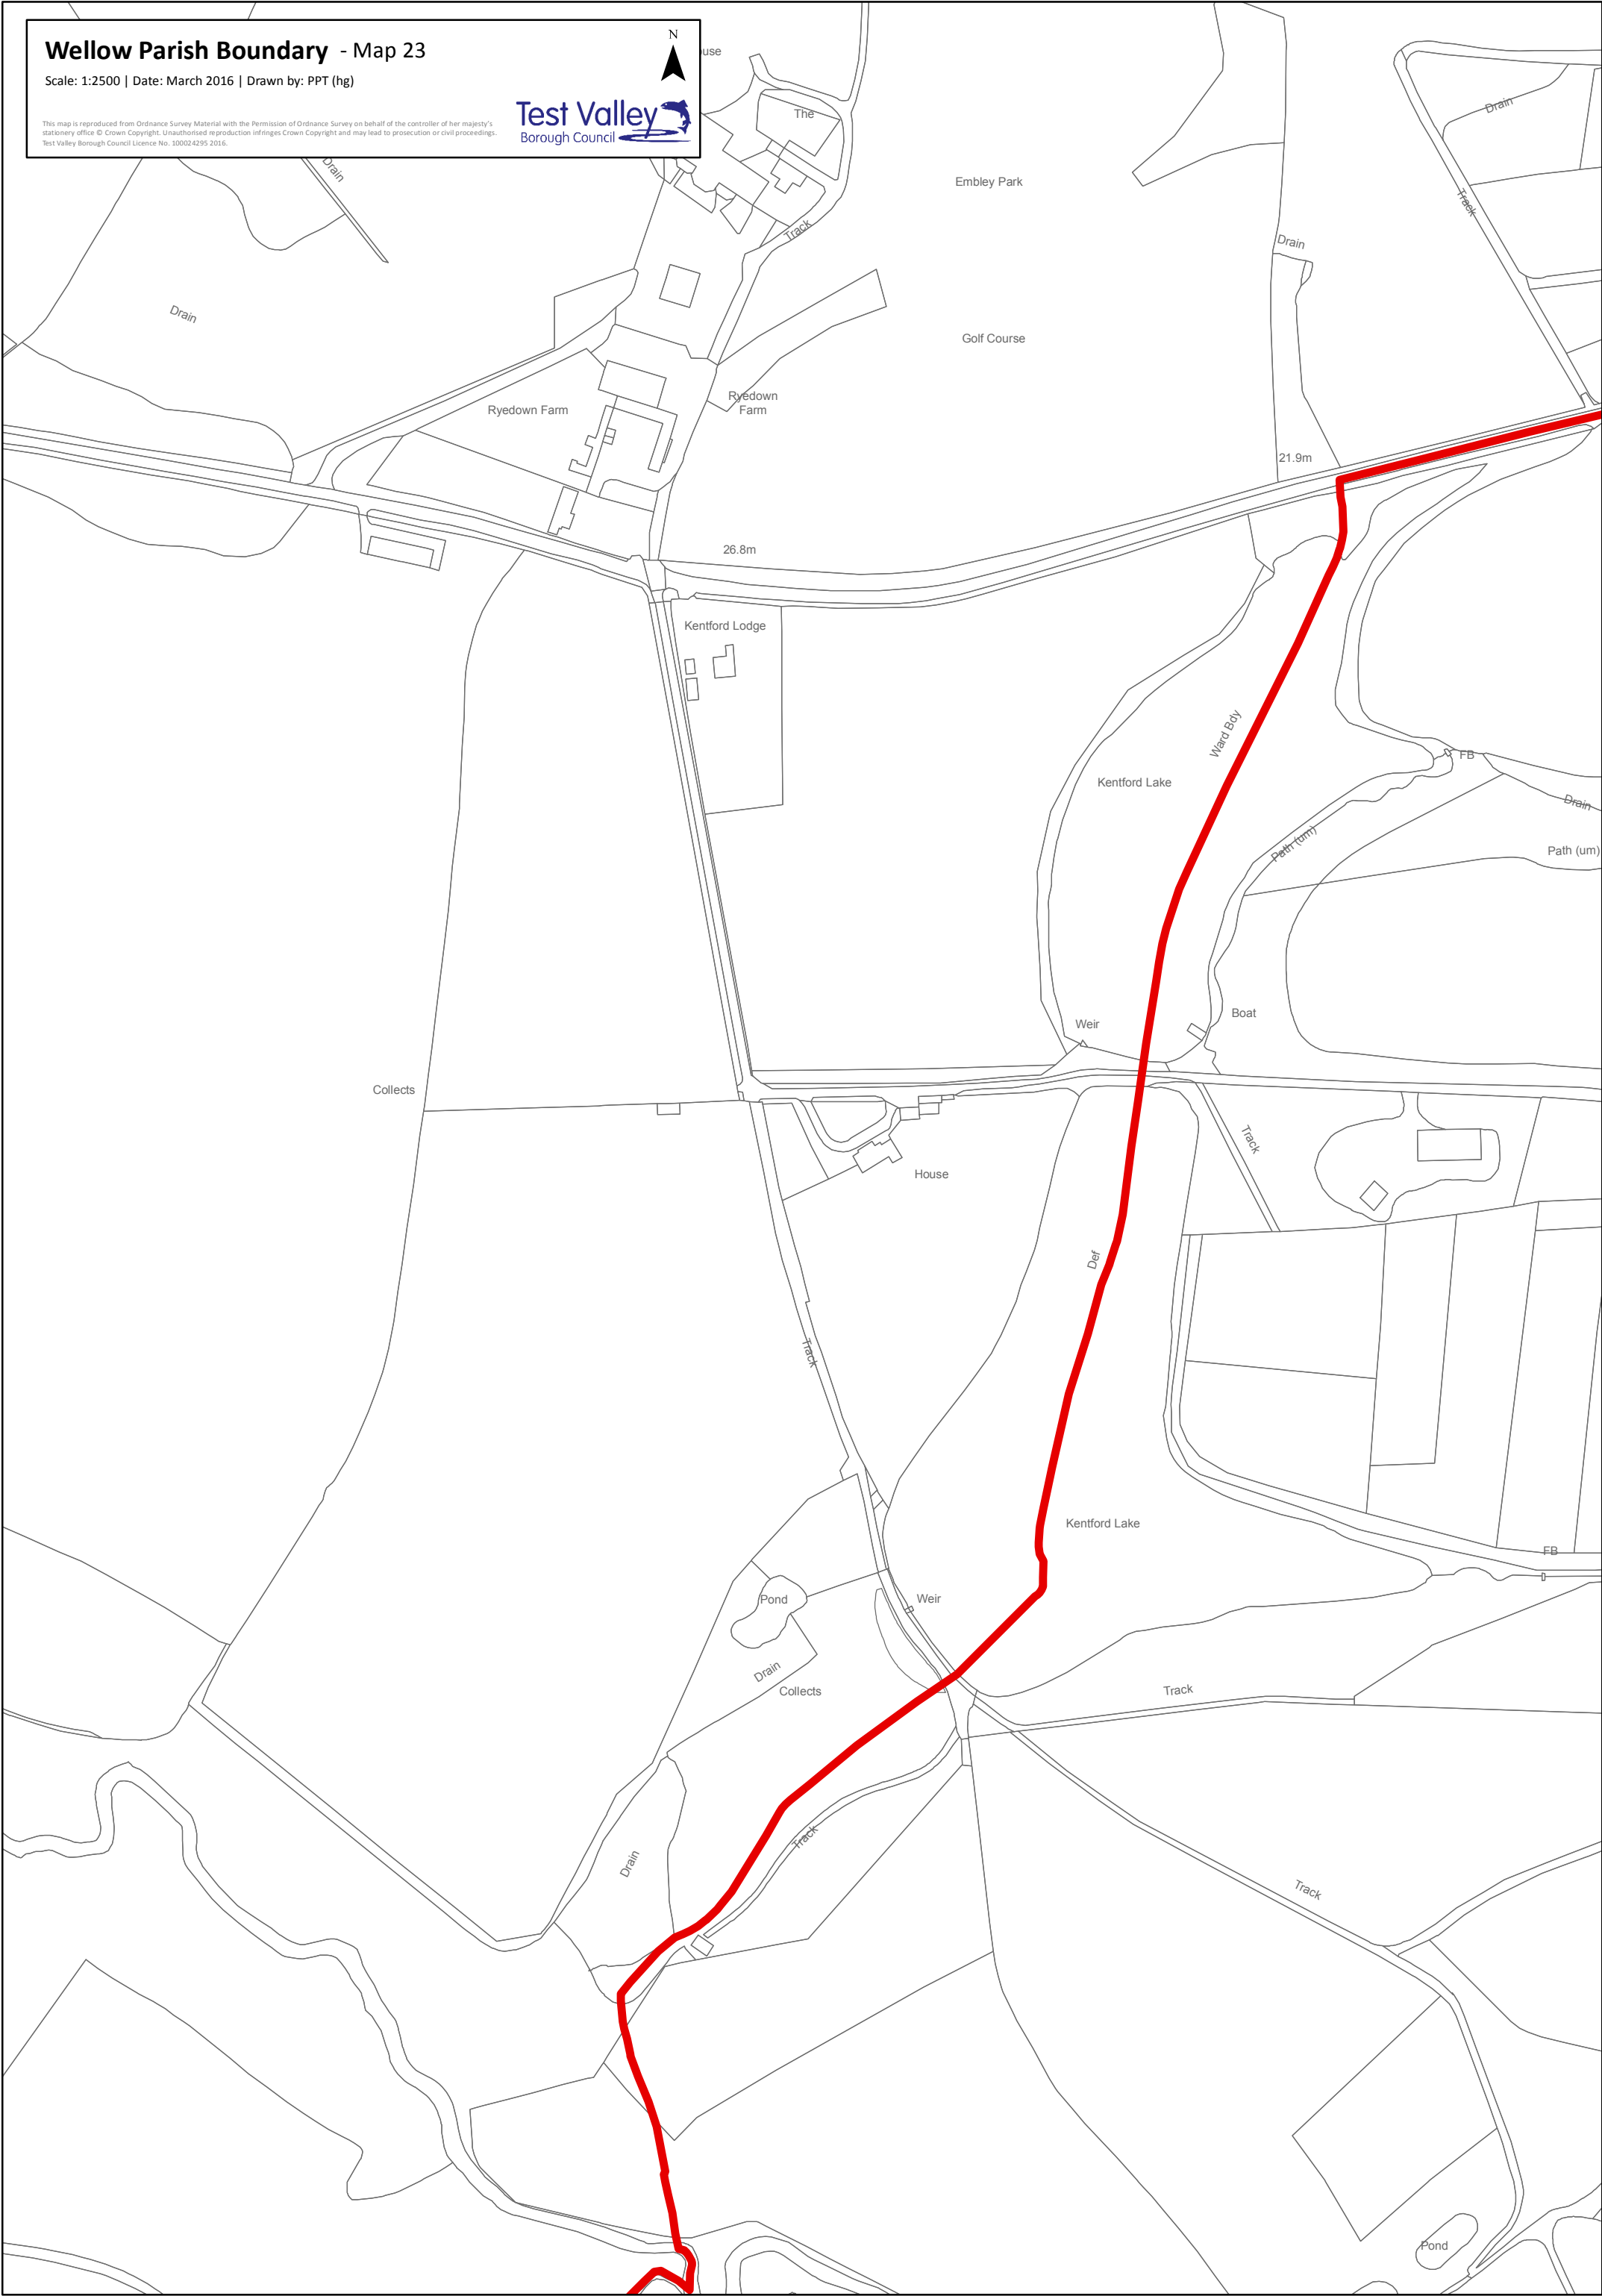 Wellow Parish Boundary - Map 23
Scale: 1:2500 | Date: March 2016 | Drawn by: PPT (hg)
N
This map is reproduced from Ordnance Survey Material with the Permission of Ordnance Survey on behalf of the controller of her majesty's
stationery office © Crown Copyright. Unauthorised reproduction infringes Crown Copyright and may lead to prosecution or civil proceedings.
Test Valley Borough Council Licence No. 100024295 2016.
Test Valley
Borough Council
use
The
Drain
Drain
Embley Park
Track
Track
Drain
Drain
Golf Course
Ryedown Farm
Ryedown
Farm
21.9m
26.8m
Kentford Lodge
Ward Bdy
FB
Kentford Lake
Drain
Path (um)
Path (um)
Boat
Weir
Collects
Track
House
Def
Track
Kentford Lake
FB
Pond
Weir
Drain
Collects
Track
Track
Drain
Track
Pond